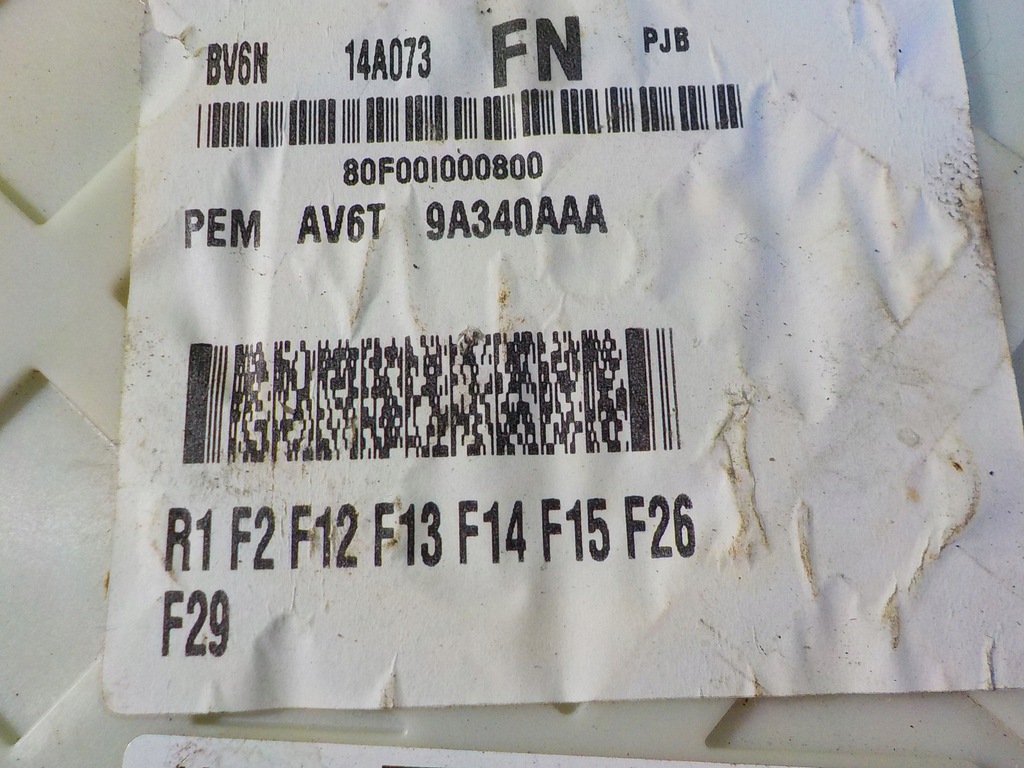 BV6N 14A073 FN PJB
80F00I000800
PEM AV6T 9A340AAA
R1 F2 F12 F13 F14 F15 F26
F29